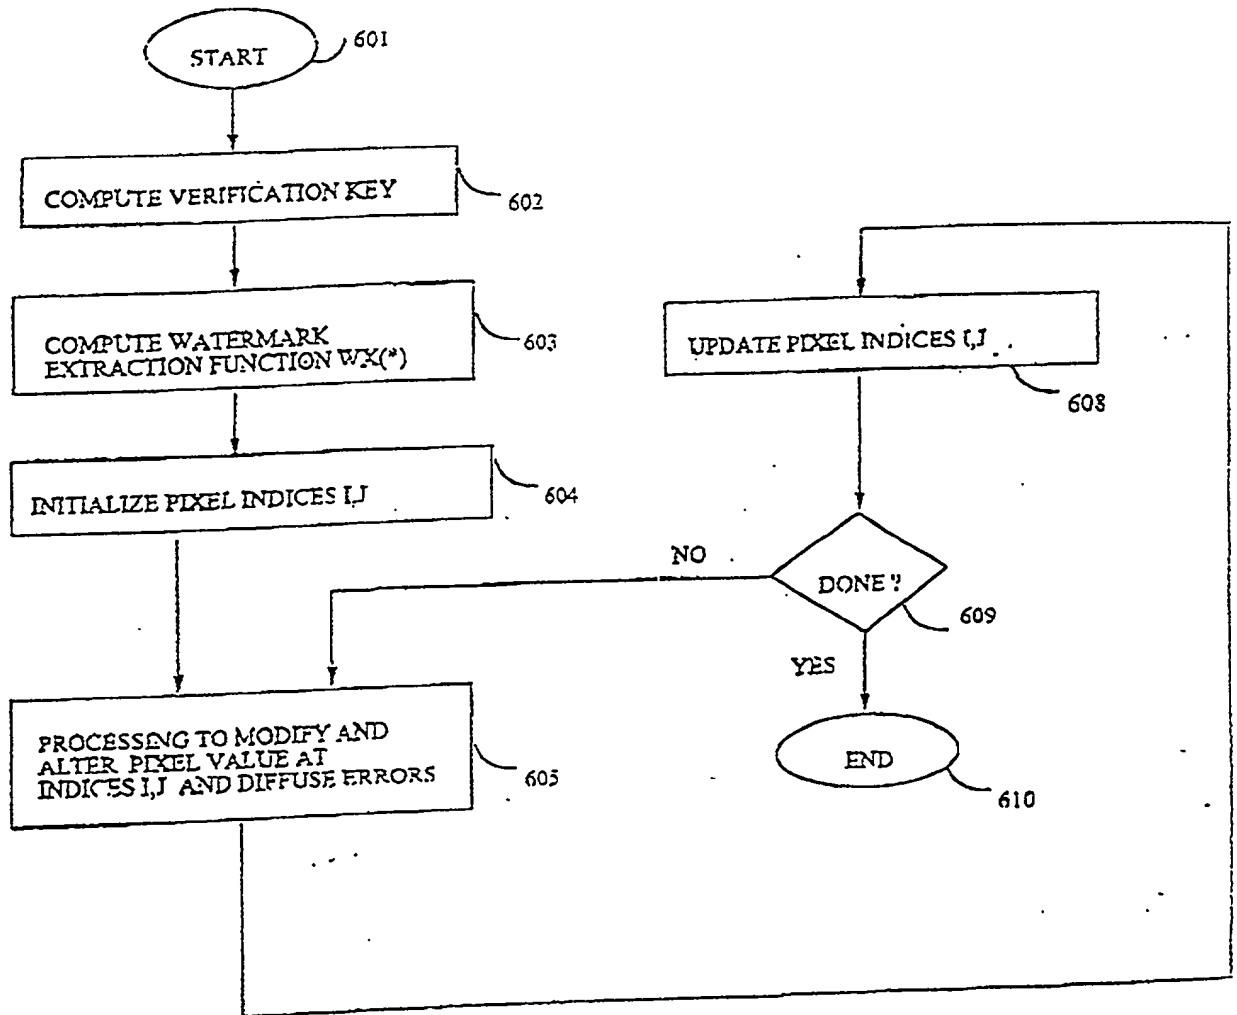 START
601
COMPUTE VERIFICATION KEY
602
COMPUTE WATERMARK
EXTRACTION FUNCTION WX(*)
603
INITIALIZE PIXEL INDICES I,J
604
PROCESSING TO MODIFY AND
ALTER PIXEL VALUE AT
INDICES I,J AND DIFFUSE ERRORS
605
UPDATE PIXEL INDICES I,J
608
DONE?
609
NO
YES
END
610